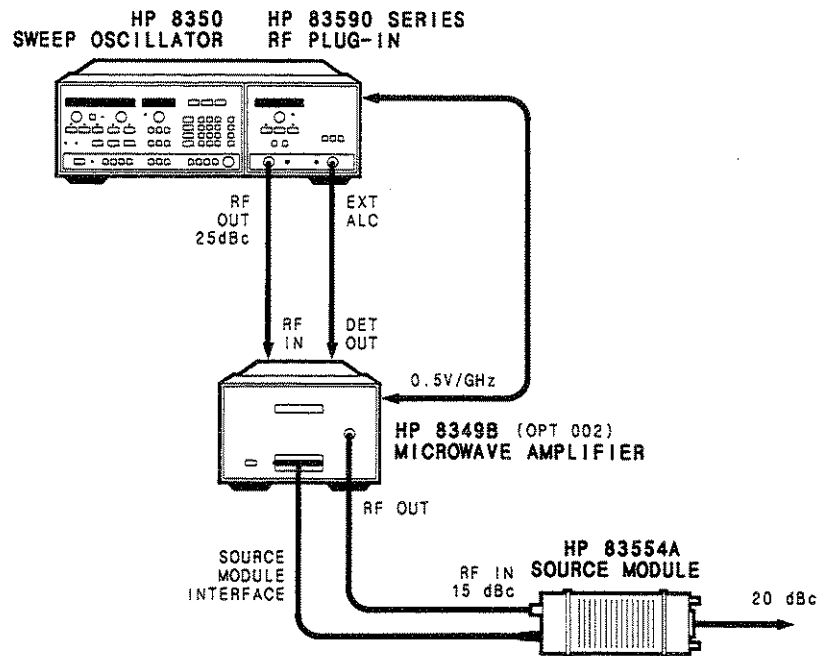 HP 8350
SWEEP OSCILLATOR
HP 83590 SERIES
RF PLUG-IN
RF
OUT
25dBc
EXT
ALC
RF
IN
DET
OUT
0.5V/GHz
HP 8349B (OPT 002)
MICROWAVE AMPLIFIER
RF OUT
SOURCE
MODULE
INTERFACE
RF IN
15 dBc
HP 83554A
SOURCE MODULE
20 dBc